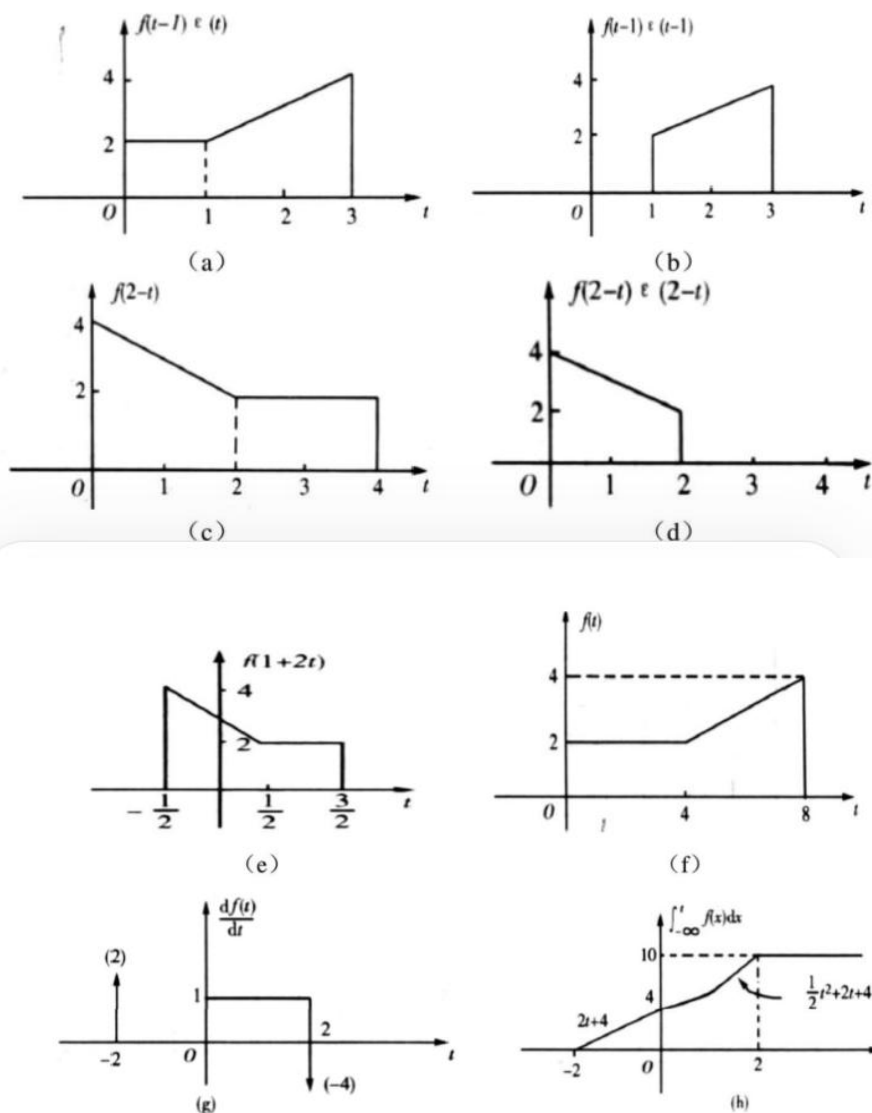 f(t-1) ε (t)
4
2
O 1 2 3 t
(a)
f(t-1) ε (t-1)
4
2
O 1 2 3 t
(b)
f(2-t)
4
2
O 1 2 3 4 t
(c)
f(2-t) ε (2-t)
4
2
O 1 2 3 4 t
(d)
f(1+2t)
4
2
-1/2 1/2 3/2 t
(e)
f(t)
4
2
O 4 8 t
(f)
df(t)/dt
(2)
1
2
-2 O t
(-4)
(g)
∫_{-∞}^{t} f(x)dx
10
4
1/2 t²+2t+4
2t+4
-2 O 2
(h)